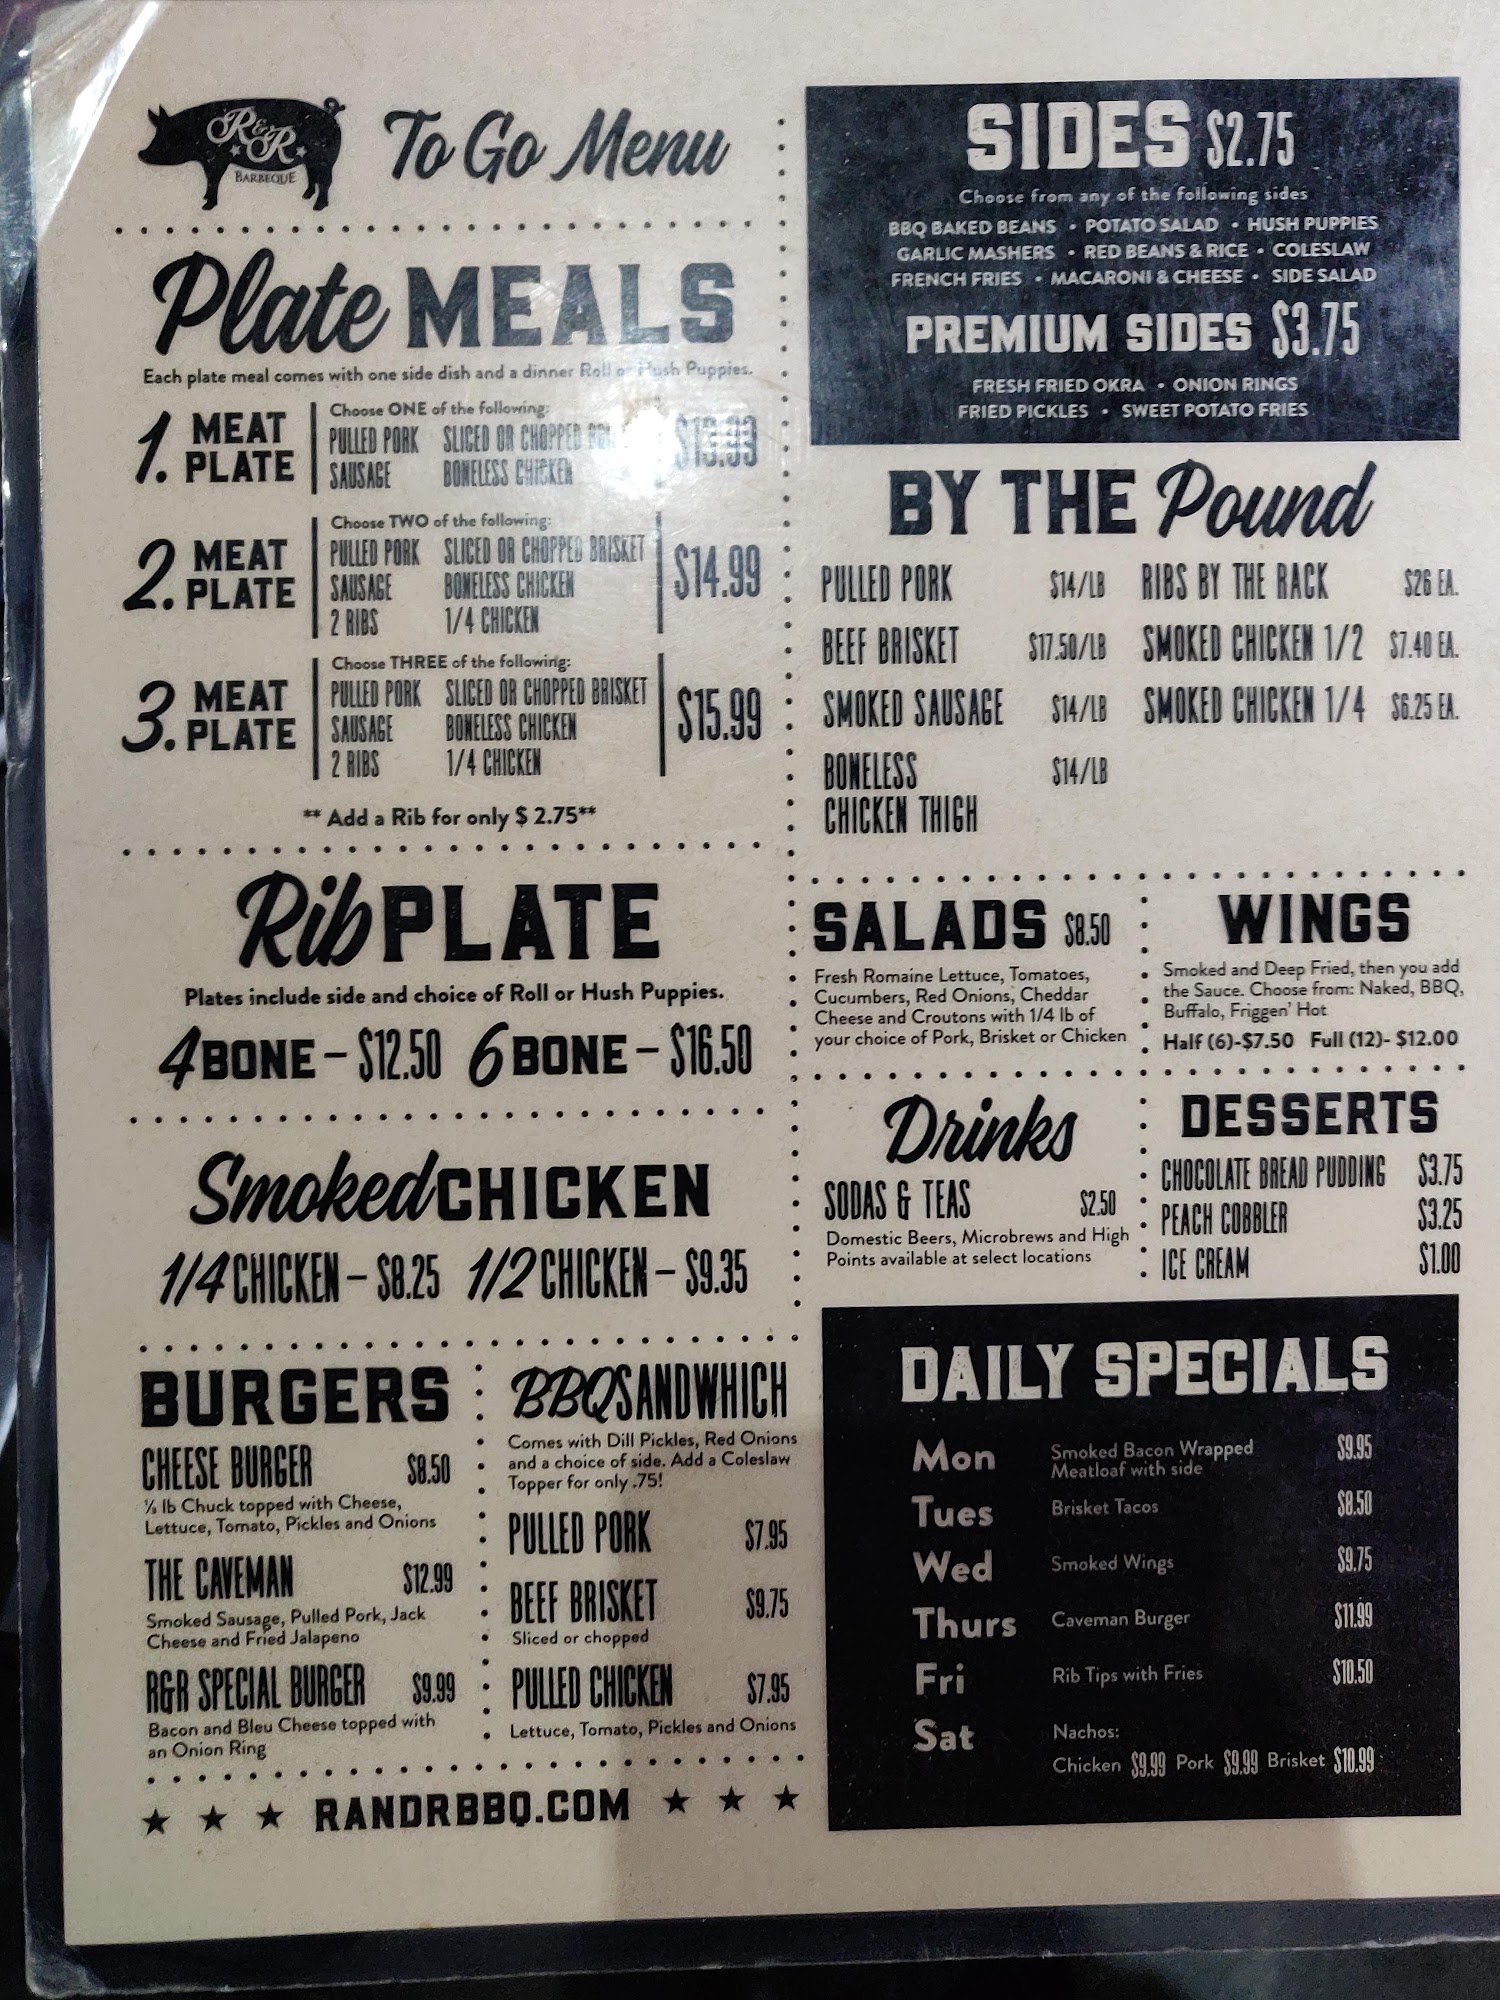 R&R
BARBEQUE
To Go Menu
Plate MEALS
Each plate meal comes with one side dish and a dinner Roll or Hush Puppies.
1. MEAT PLATE
Choose ONE of the following:
PULLED PORK SLICED OR CHOPPED
SAUSAGE BONELESS CHICKEN
2. MEAT PLATE
Choose TWO of the following:
PULLED PORK SLICED OR CHOPPED BRISKET
SAUSAGE BONELESS CHICKEN
2 RIBS 1/4 CHICKEN
$14.99
3. MEAT PLATE
Choose THREE of the following:
PULLED PORK SLICED OR CHOPPED BRISKET
SAUSAGE BONELESS CHICKEN
2 RIBS 1/4 CHICKEN
$15.99
** Add a Rib for only $ 2.75**
Rib PLATE
Plates include side and choice of Roll or Hush Puppies.
4 BONE – $12.50 6 BONE – $16.50
Smoked CHICKEN
1/4 CHICKEN – $8.25 1/2 CHICKEN – $9.35
BURGERS
CHEESE BURGER $8.50
⅓ lb Chuck topped with Cheese,
Lettuce, Tomato, Pickles and Onions
THE CAVEMAN $12.99
Smoked Sausage, Pulled Pork, Jack
Cheese and Fried Jalapeno
R&R SPECIAL BURGER $9.99
Bacon and Bleu Cheese topped with
an Onion Ring
BBQ SANDWHICH
Comes with Dill Pickles, Red Onions
and a choice of side. Add a Coleslaw
Topper for only .75!
PULLED PORK $7.95
BEEF BRISKET $9.75
Sliced or chopped
PULLED CHICKEN $7.95
Lettuce, Tomato, Pickles and Onions
★ ★ ★ RANDRBBQ.COM ★ ★ ★
SIDES $2.75
Choose from any of the following sides
BBQ BAKED BEANS • POTATO SALAD • HUSH PUPPIES
GARLIC MASHERS • RED BEANS & RICE • COLESLAW
FRENCH FRIES • MACARONI & CHEESE • SIDE SALAD
PREMIUM SIDES $3.75
FRESH FRIED OKRA • ONION RINGS
FRIED PICKLES • SWEET POTATO FRIES
BY THE Pound
PULLED PORK $14/LB RIBS BY THE RACK $26 EA.
BEEF BRISKET $17.50/LB SMOKED CHICKEN 1/2 $7.40 EA.
SMOKED SAUSAGE $14/LB SMOKED CHICKEN 1/4 $6.25 EA.
BONELESS $14/LB
CHICKEN THIGH
SALADS $8.50
Fresh Romaine Lettuce, Tomatoes,
Cucumbers, Red Onions, Cheddar
Cheese and Croutons with 1/4 lb of
your choice of Pork, Brisket or Chicken
WINGS
Smoked and Deep Fried, then you add
the Sauce. Choose from: Naked, BBQ,
Buffalo, Friggen' Hot
Half (6)-$7.50 Full (12)- $12.00
Drinks
SODAS & TEAS $2.50
Domestic Beers, Microbrews and High
Points available at select locations
DESSERTS
CHOCOLATE BREAD PUDDING $3.75
PEACH COBBLER $3.25
ICE CREAM $1.00
DAILY SPECIALS
Mon Smoked Bacon Wrapped $9.95
Meatloaf with side
Tues Brisket Tacos $8.50
Wed Smoked Wings $9.75
Thurs Caveman Burger $11.99
Fri Rib Tips with Fries $10.50
Sat Nachos:
Chicken $9.99 Pork $9.99 Brisket $10.99